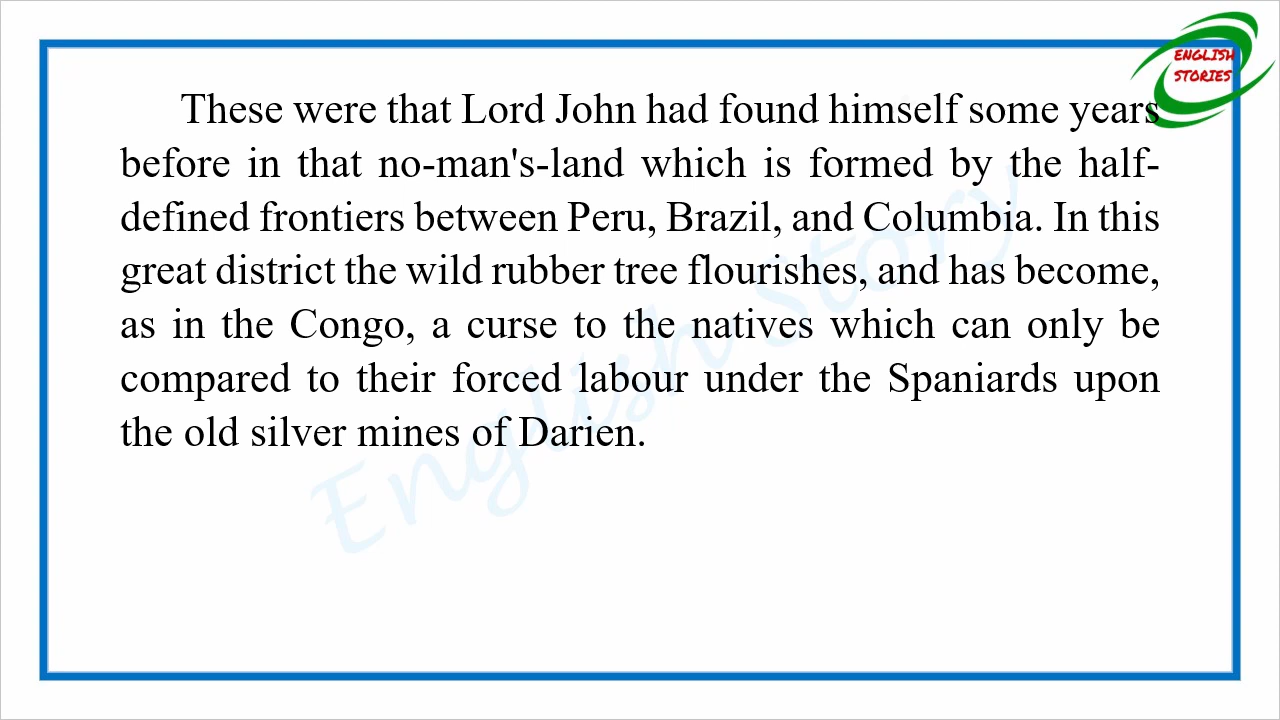 ENGLISH
STORIES
These were that Lord John had found himself some years
before in that no-man's-land which is formed by the half-
defined frontiers between Peru, Brazil, and Columbia. In this
great district the wild rubber tree flourishes, and has become,
as in the Congo, a curse to the natives which can only be
compared to their forced labour under the Spaniards upon
the old silver mines of Darien.
English Story